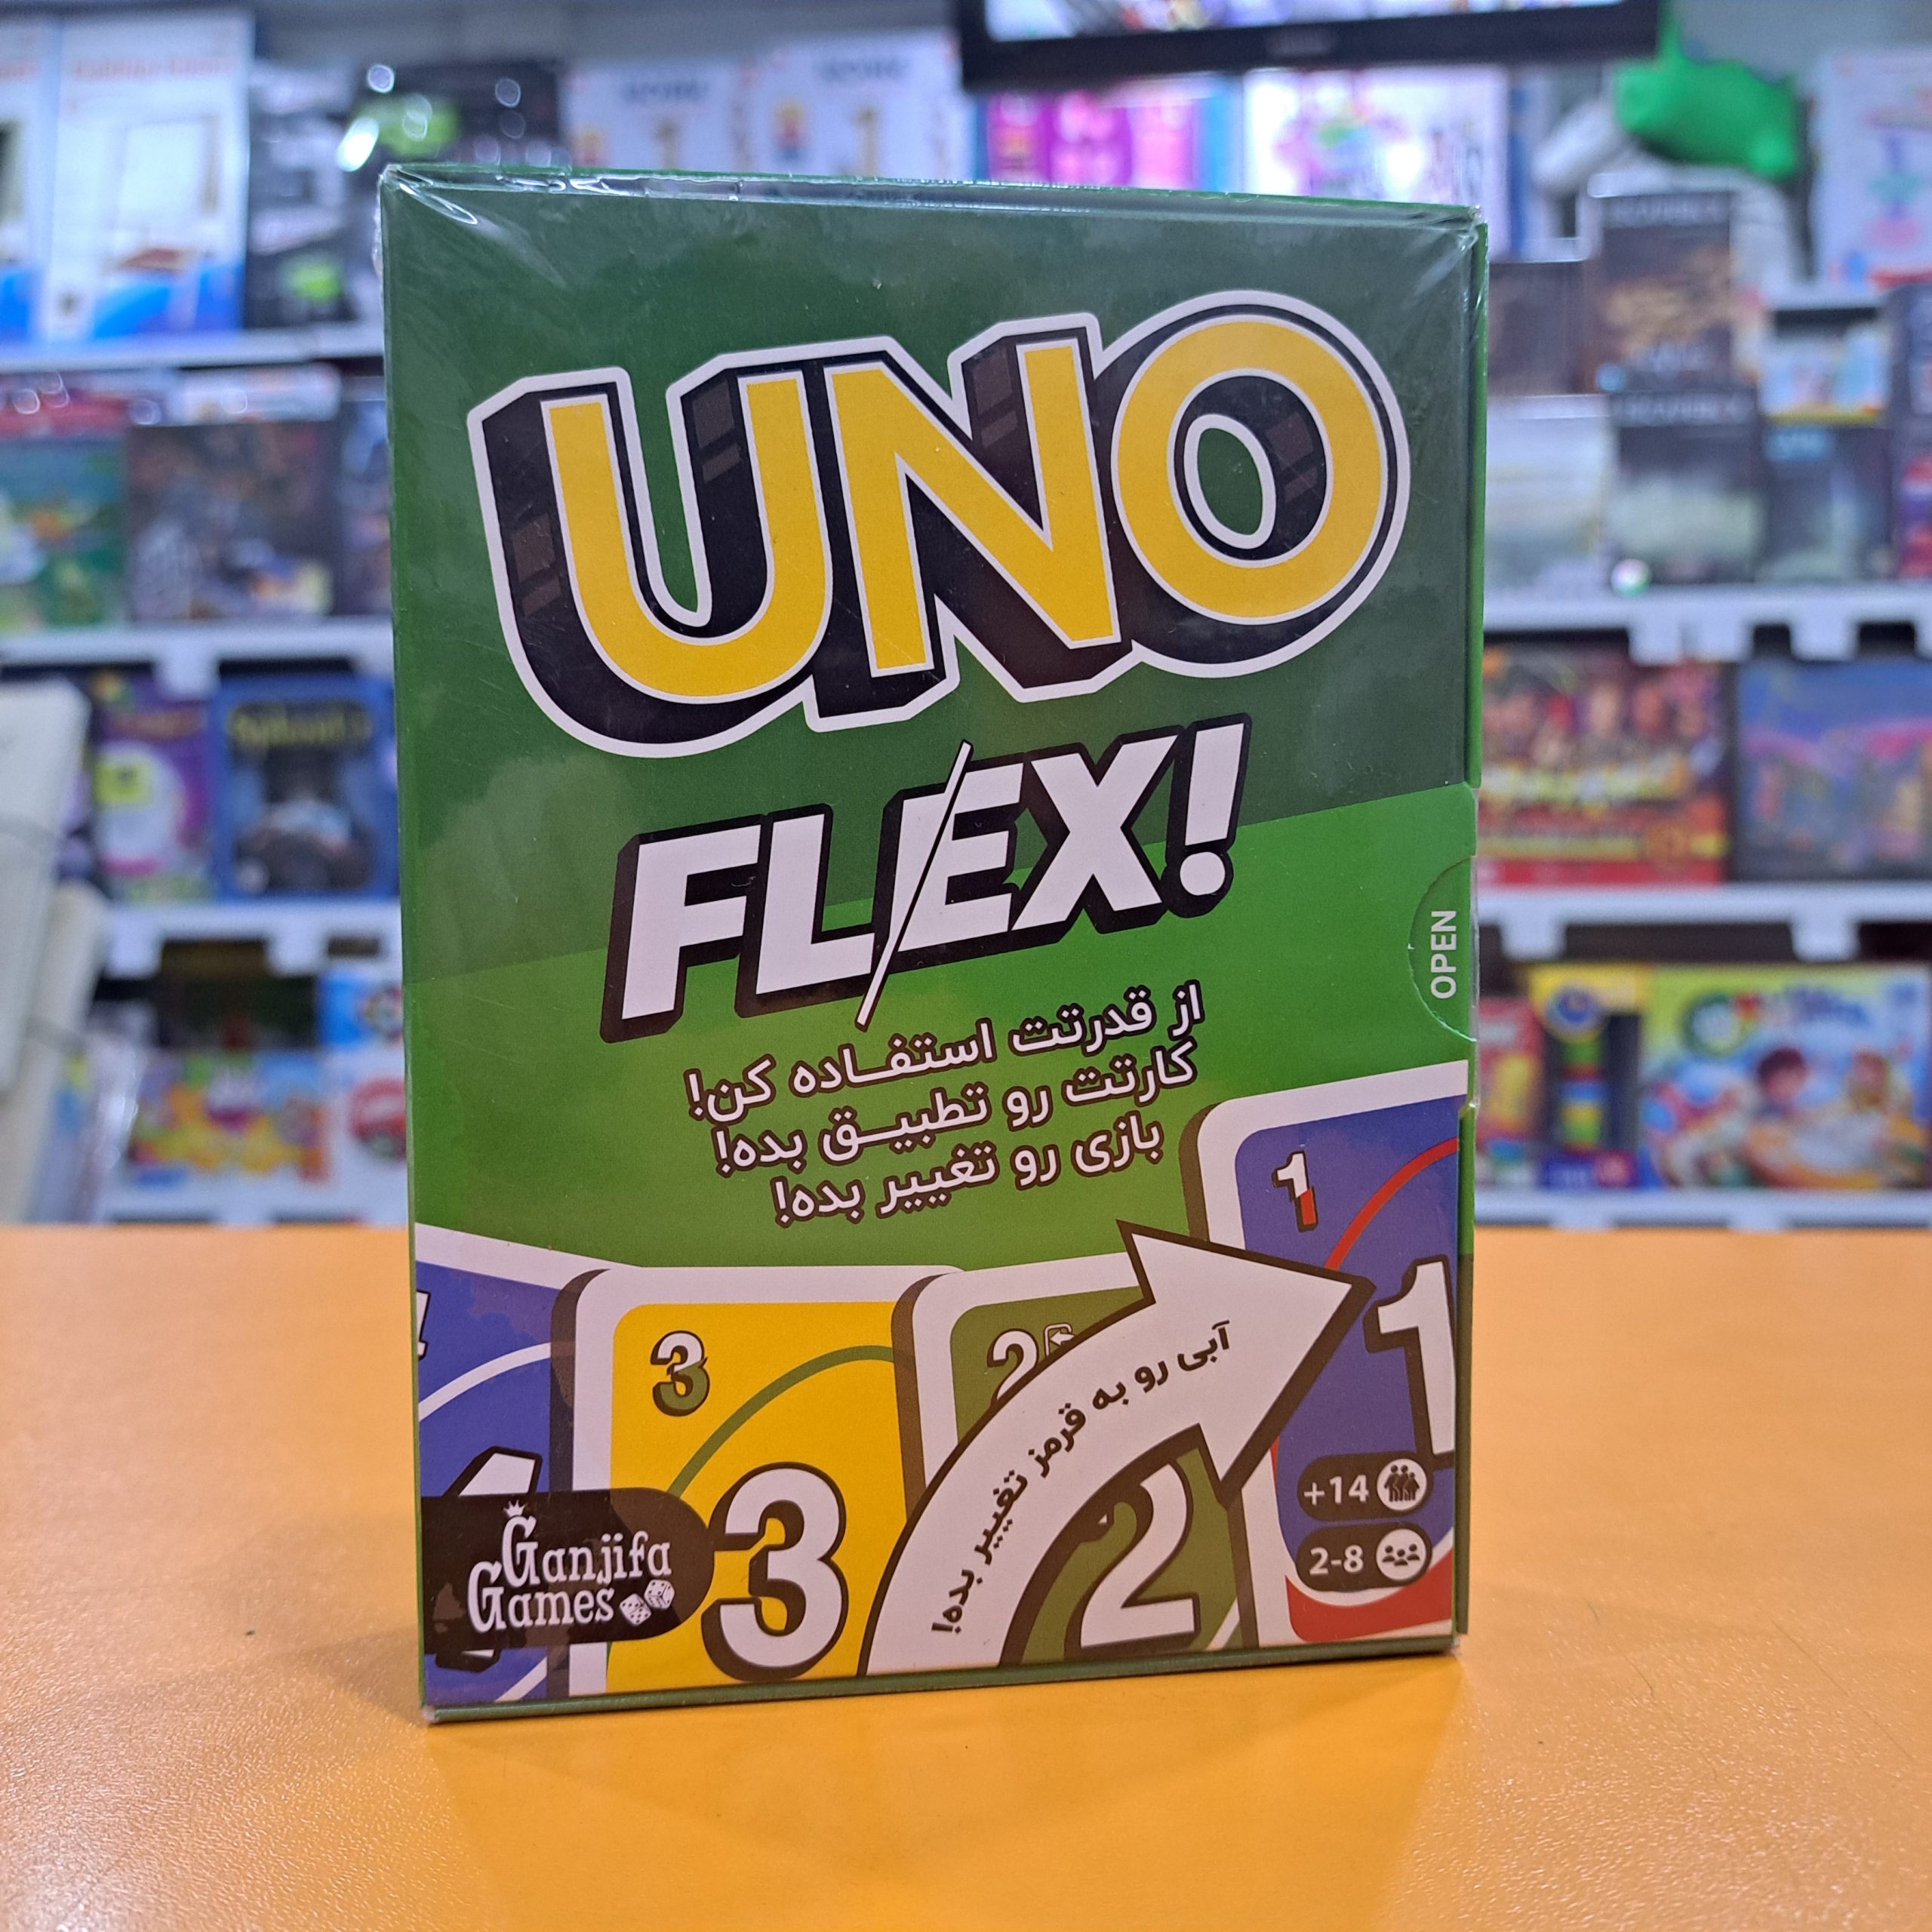 UNO
FLEX!
OPEN
از قدرتت استفاده کن!
کارتت رو تطبیق بده!
بازی رو تغییر بده!
1
1
3
2
آبی رو به قرمز تغییر بده!
3
2
+14
2-8
Ganjifa
Games